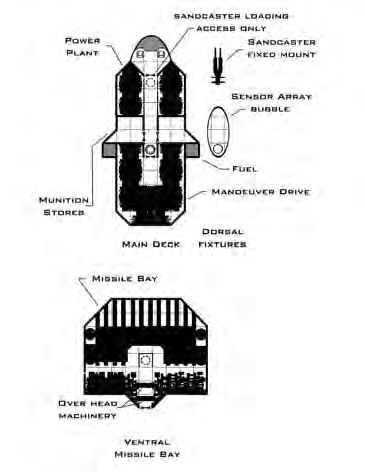 SANDCASTER LOADING
ACCESS ONLY
POWER
PLANT
SANDCASTER
FIXED MOUNT
SENSOR ARRAY
BUBBLE
FUEL
MUNITION
STORES
MANOEUVER DRIVE
MAIN DECK
DORSAL
FIXTURES
MISSILE BAY
OVER HEAD
MACHINERY
VENTRAL
MISSILE BAY